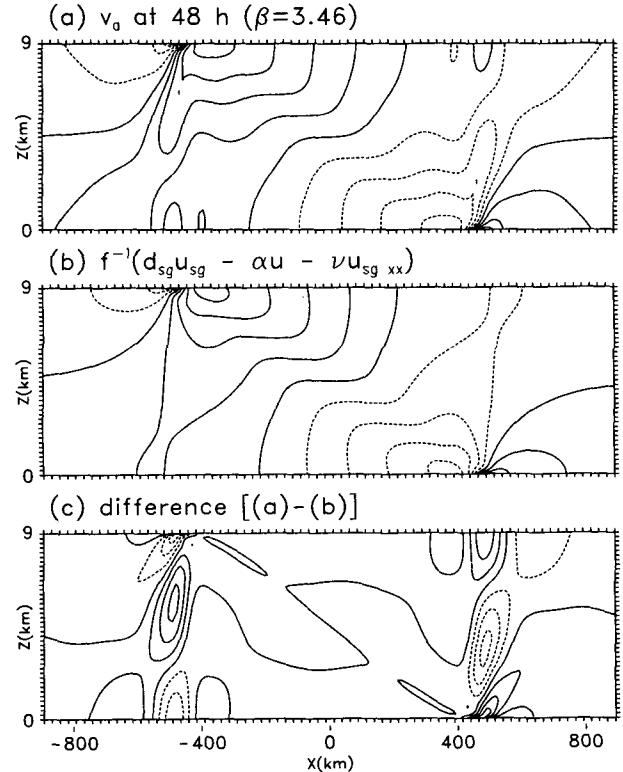 (a) vₐ at 48 h (β=3.46)
9
Z(km)
0
(b) f⁻¹(d_sg u_sg - αu - νu_sg xx)
9
Z(km)
0
(c) difference [(a)-(b)]
9
Z(km)
0
-800 -400 0 400 800
X(km)